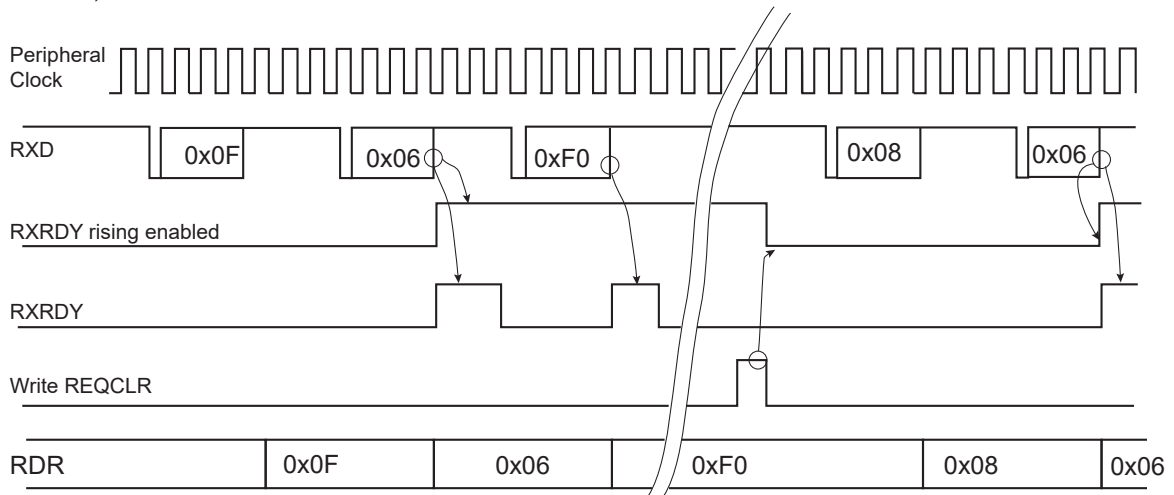 Peripheral
Clock
RXD
0x0F
0x06
0xF0
0x08
0x06
RXRDY rising enabled
RXRDY
Write REQCLR
RDR
0x0F
0x06
0xF0
0x08
0x06